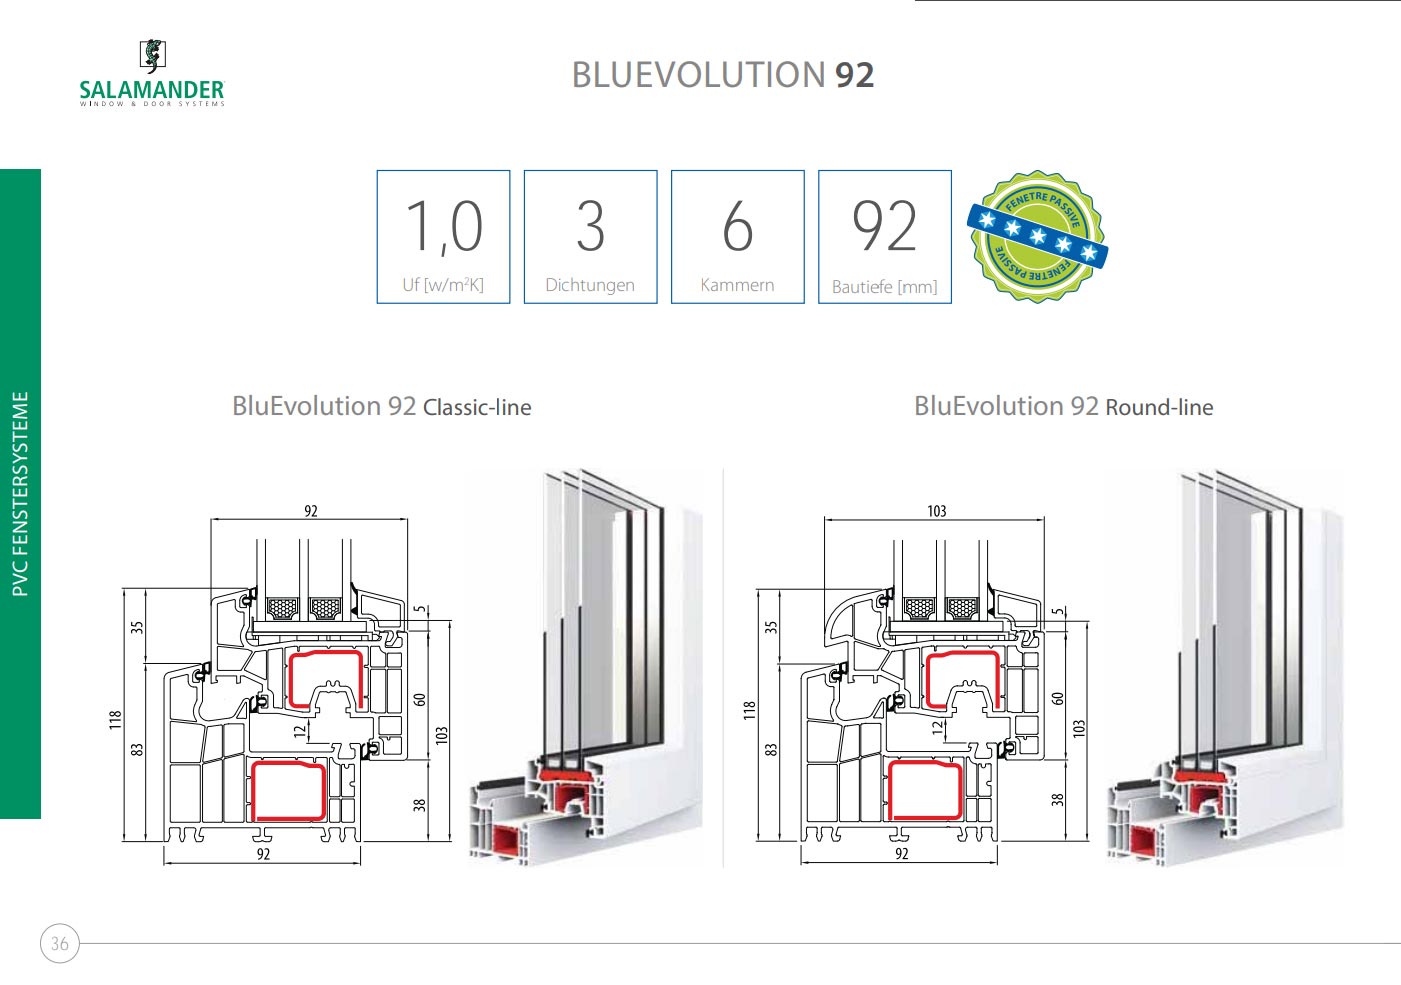 SALAMANDER
WINDOW & DOOR SYSTEMS
BLUEVOLUTION 92
1,0
Uf [w/m²K]
3
Dichtungen
6
Kammern
92
Bautiefe [mm]
FENETRE PASSIVE
FENETRE PASSIVE
PVC FENSTERSYSTEME
BluEvolution 92 Classic-line
92
35
5
118
83
60
12
103
38
92
BluEvolution 92 Round-line
103
35
5
118
83
60
12
103
38
92
36